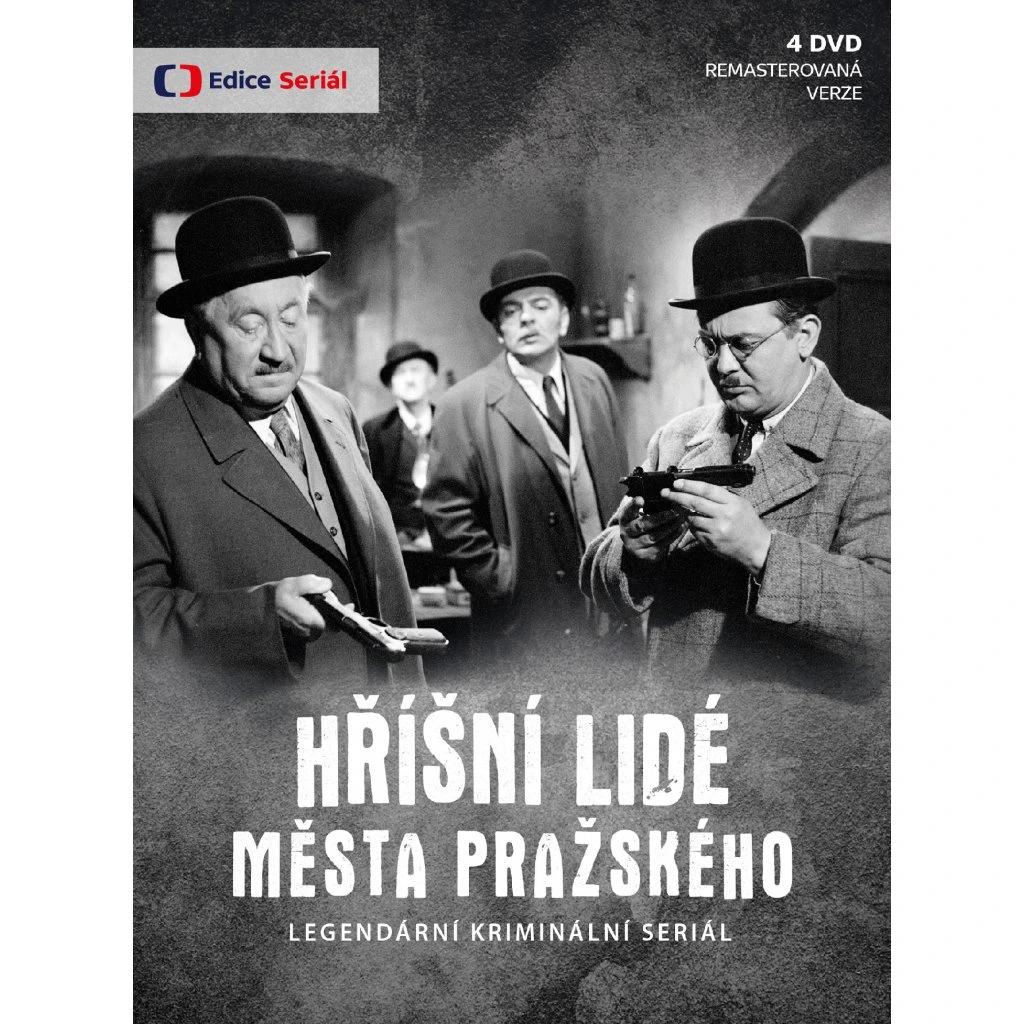 Edice Seriál
4 DVD
REMASTEROVANÁ
VERZE
HŘÍŠNÍ LIDÉ
MĚSTA PRAŽSKÉHO
LEGENDÁRNÍ KRIMINÁLNÍ SERIÁL